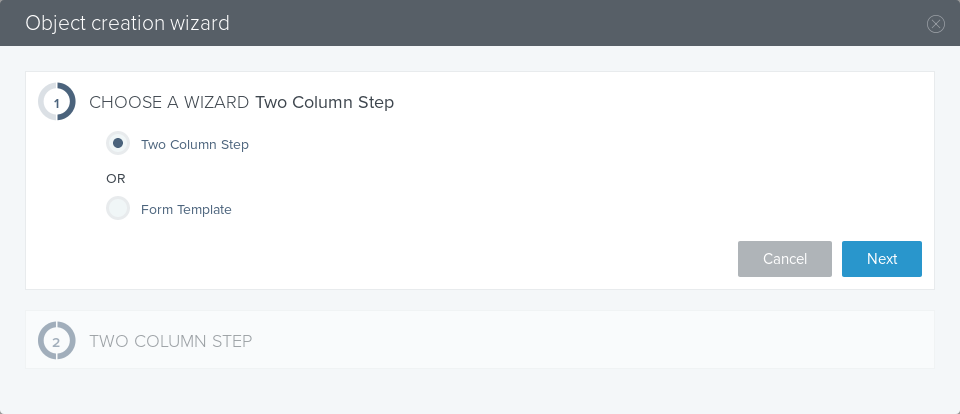 Object creation wizard
1 CHOOSE A WIZARD Two Column Step
Two Column Step
OR
Form Template
Cancel Next
2 TWO COLUMN STEP